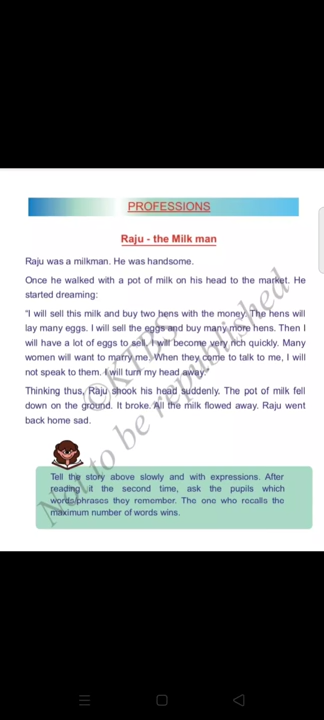 PROFESSIONS
Raju - the Milk man
Raju was a milkman. He was handsome.
Once he walked with a pot of milk on his head to the market. He
started dreaming:
"I will sell this milk and buy two hens with the money. The hens will
lay many eggs. I will sell the eggs and buy many more hens. Then I
will have a lot of eggs to sell. I will become very rich quickly. Many
women will want to marry me. When they come to talk to me, I will
not speak to them. I will turn my head away."
Thinking thus, Raju shook his head suddenly. The pot of milk fell
down on the ground. It broke. All the milk flowed away. Raju went
back home sad.
Tell the story above slowly and with expressions. After
reading it the second time, ask the pupils which
words/phrases they remember. The one who recalls the
maximum number of words wins.
©KTBS
Not to be republished